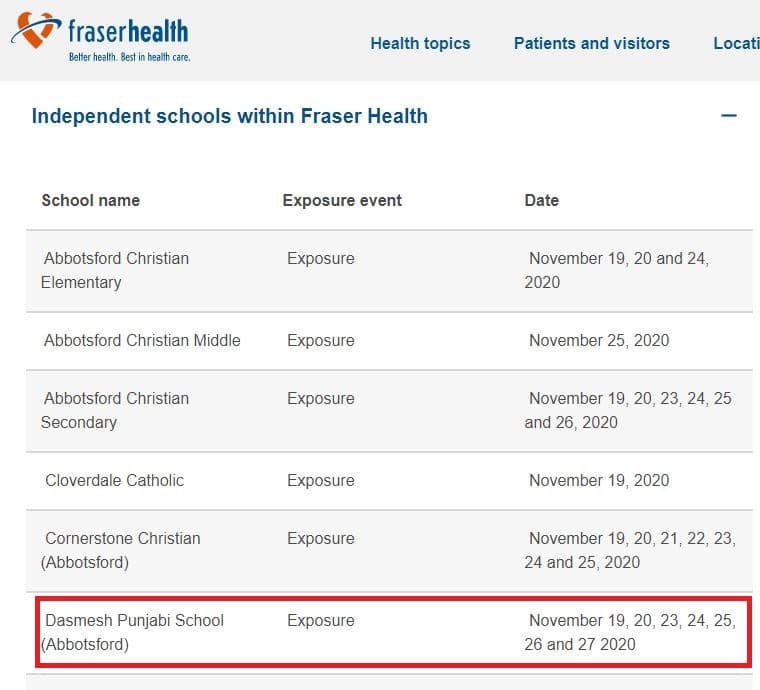 fraserhealth
Better health. Best in health care.
Health topics
Patients and visitors
Locati
Independent schools within Fraser Health
School name
Exposure event
Date
Abbotsford Christian
Elementary
Exposure
November 19, 20 and 24,
2020
Abbotsford Christian Middle
Exposure
November 25, 2020
Abbotsford Christian
Secondary
Exposure
November 19, 20, 23, 24, 25
and 26, 2020
Cloverdale Catholic
Exposure
November 19, 2020
Cornerstone Christian
(Abbotsford)
Exposure
November 19, 20, 21, 22, 23,
24 and 25, 2020
Dasmesh Punjabi School
(Abbotsford)
Exposure
November 19, 20, 23, 24, 25,
26 and 27 2020